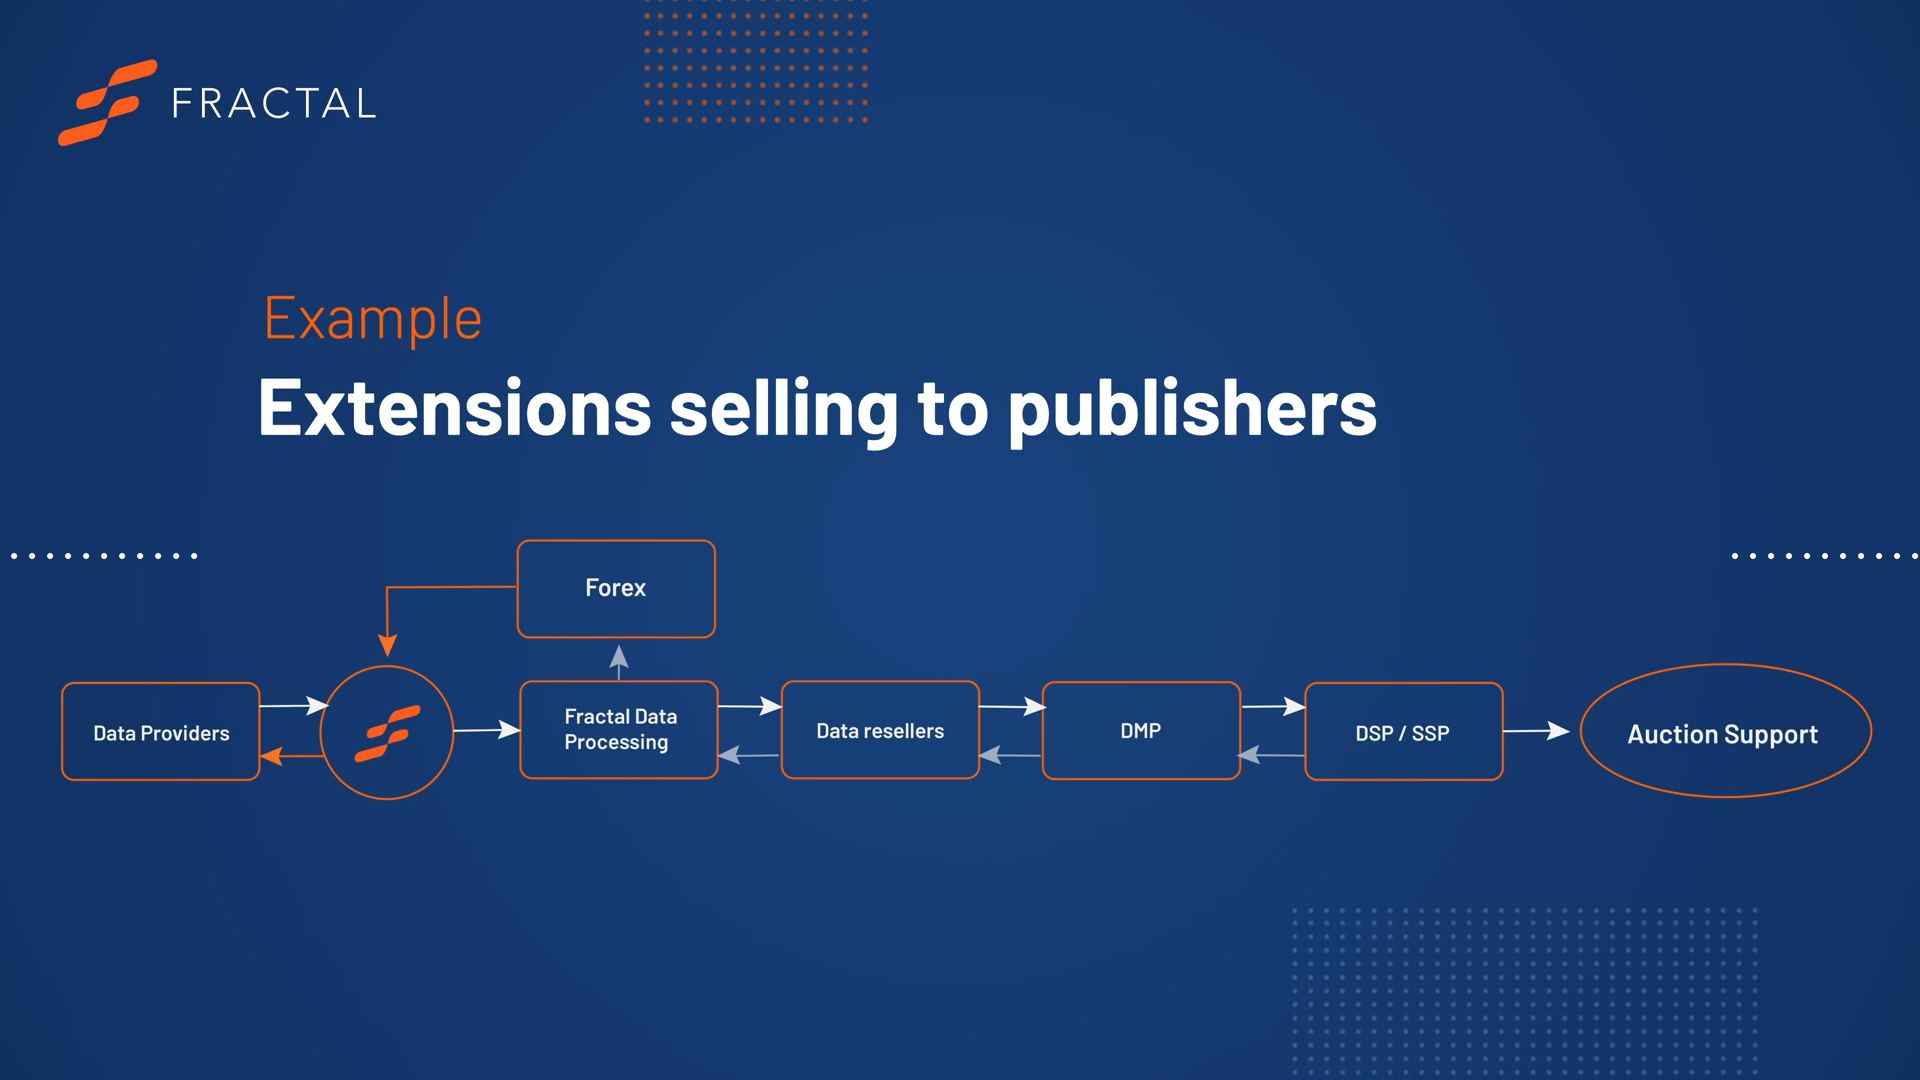 FRACTAL
Example
Extensions selling to publishers
Forex
Data Providers
Fractal Data
Processing
Data resellers
DMP
DSP / SSP
Auction Support